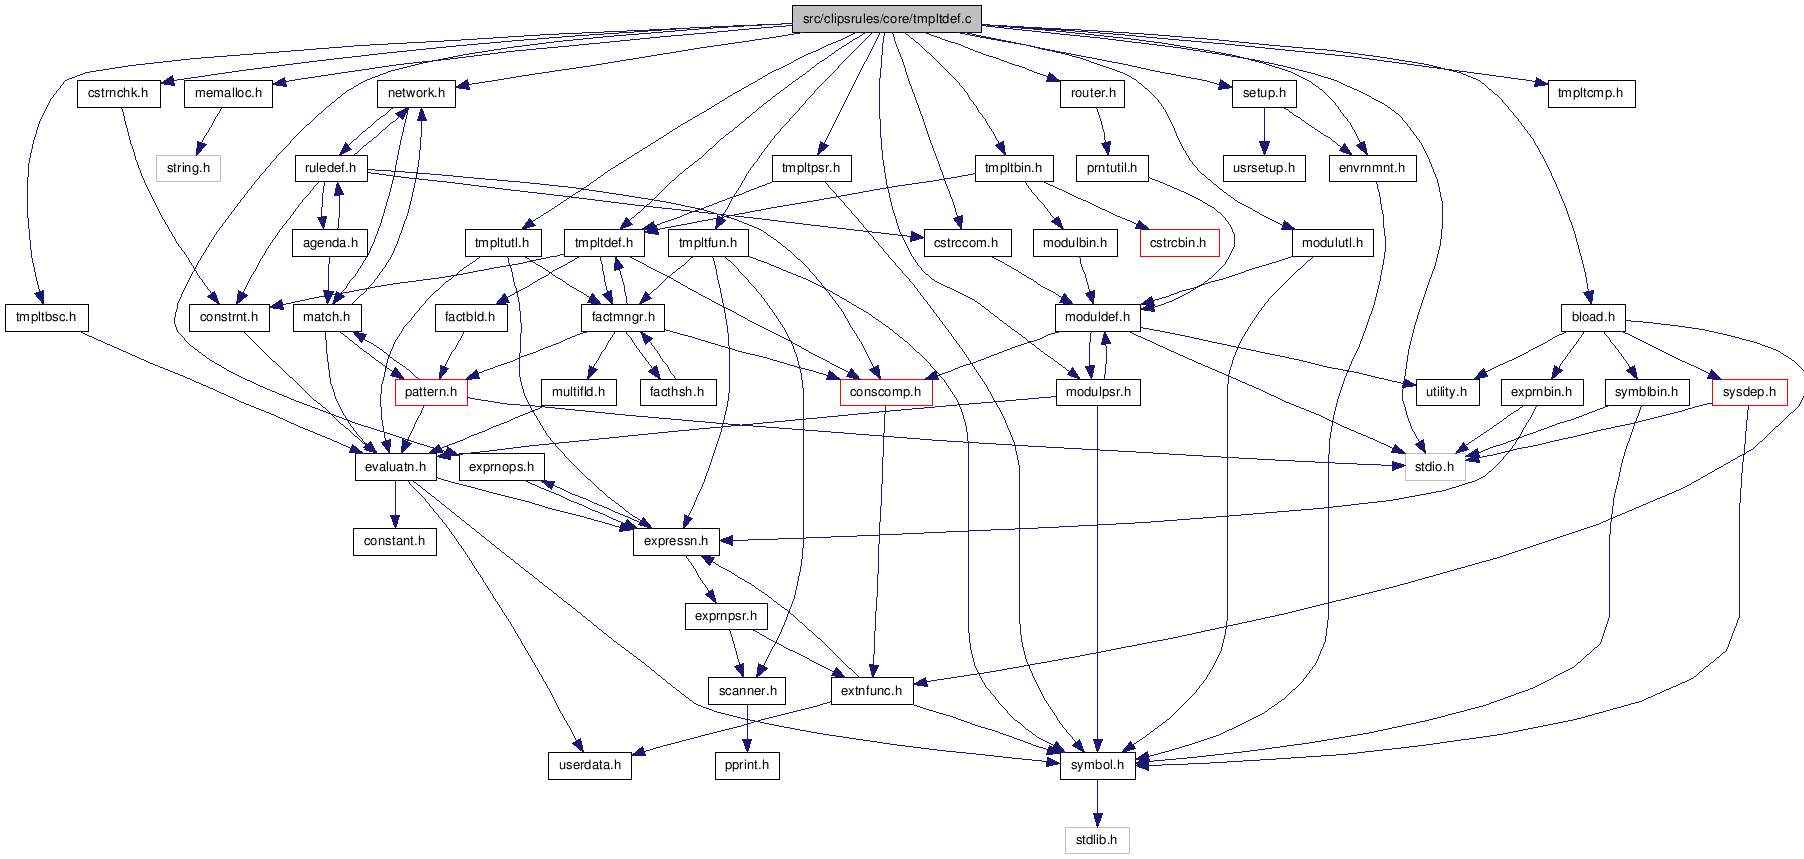 src/clipsrules/core/tmpltdef.c
cstrnchk.h
memalloc.h
network.h
router.h
setup.h
tmpltcmp.h
string.h
ruledef.h
tmpltpsr.h
tmpltbin.h
prntutil.h
usrsetup.h
envrnmnt.h
agenda.h
tmpltutl.h
tmpltdef.h
tmpltfun.h
cstrccom.h
modulbin.h
cstrcbin.h
modulutl.h
tmpltbsc.h
constrnt.h
match.h
factbld.h
factmngr.h
moduldef.h
bload.h
pattern.h
multifld.h
facthsh.h
conscomp.h
modulpsr.h
utility.h
exprnbin.h
symblbin.h
sysdep.h
evaluatn.h
exprnops.h
stdio.h
constant.h
expressn.h
exprnpsr.h
scanner.h
extnfunc.h
userdata.h
pprint.h
symbol.h
stdlib.h